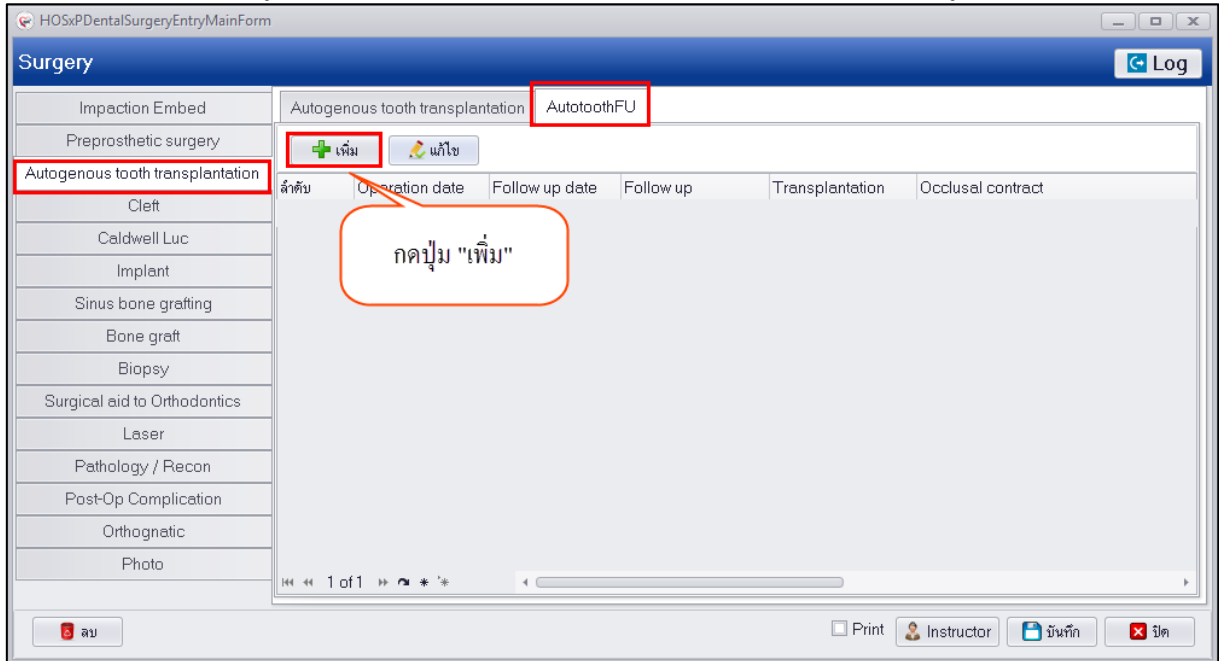 HOSxPDentalSurgeryEntryMainForm
Surgery
Log
Impaction Embed
Preprosthetic surgery
Autogenous tooth transplantation
Cleft
Caldwell Luc
Implant
Sinus bone grafting
Bone graft
Biopsy
Surgical aid to Orthodontics
Laser
Pathology / Recon
Post-Op Complication
Orthognatic
Photo
Autogenous tooth transplantation AutotoothFU
เพิ่ม แก้ไข
ลำดับ Operation date Follow up date Follow up Transplantation Occlusal contract
กดปุ่ม "เพิ่ม"
1 of 1
ลบ Print Instructor บันทึก ปิด